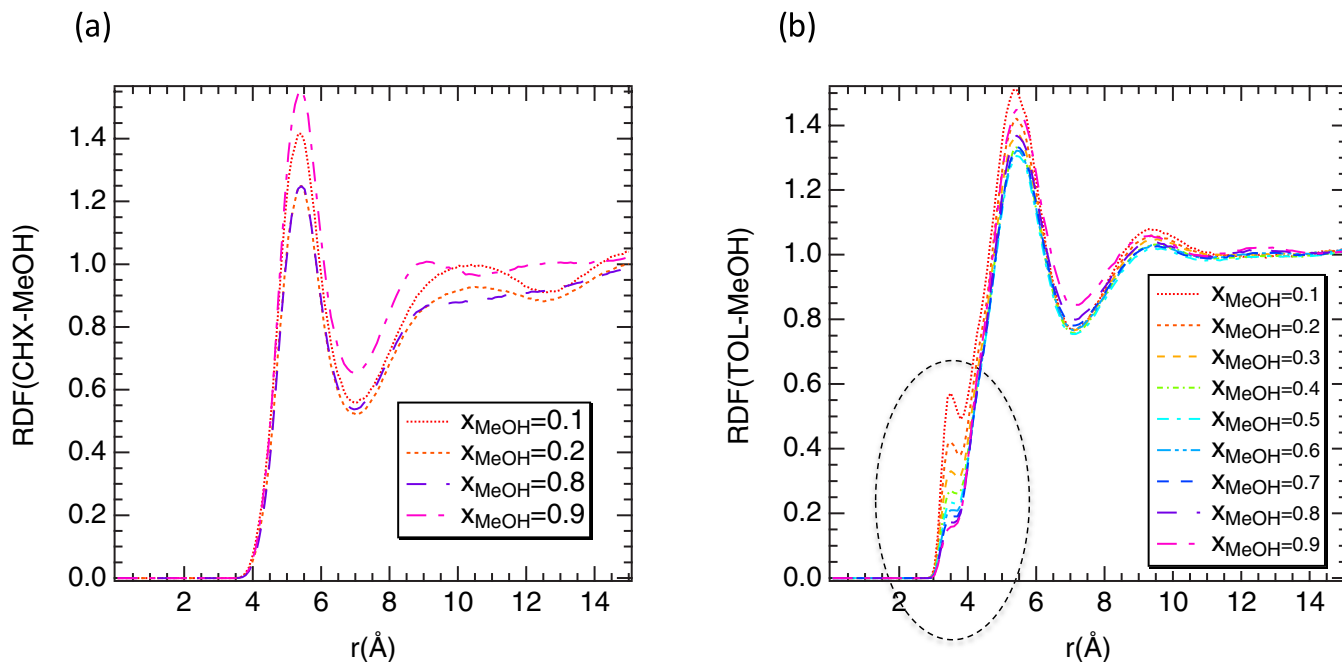 (a)
RDF(CHX-MeOH)
1.4
1.2
1.0
0.8
0.6
0.4
0.2
0.0
xMeOH=0.1
xMeOH=0.2
xMeOH=0.8
xMeOH=0.9
2 4 6 8 10 12 14
r(Å)
(b)
RDF(TOL-MeOH)
1.4
1.2
1.0
0.8
0.6
0.4
0.2
0.0
xMeOH=0.1
xMeOH=0.2
xMeOH=0.3
xMeOH=0.4
xMeOH=0.5
xMeOH=0.6
xMeOH=0.7
xMeOH=0.8
xMeOH=0.9
2 4 6 8 10 12 14
r(Å)